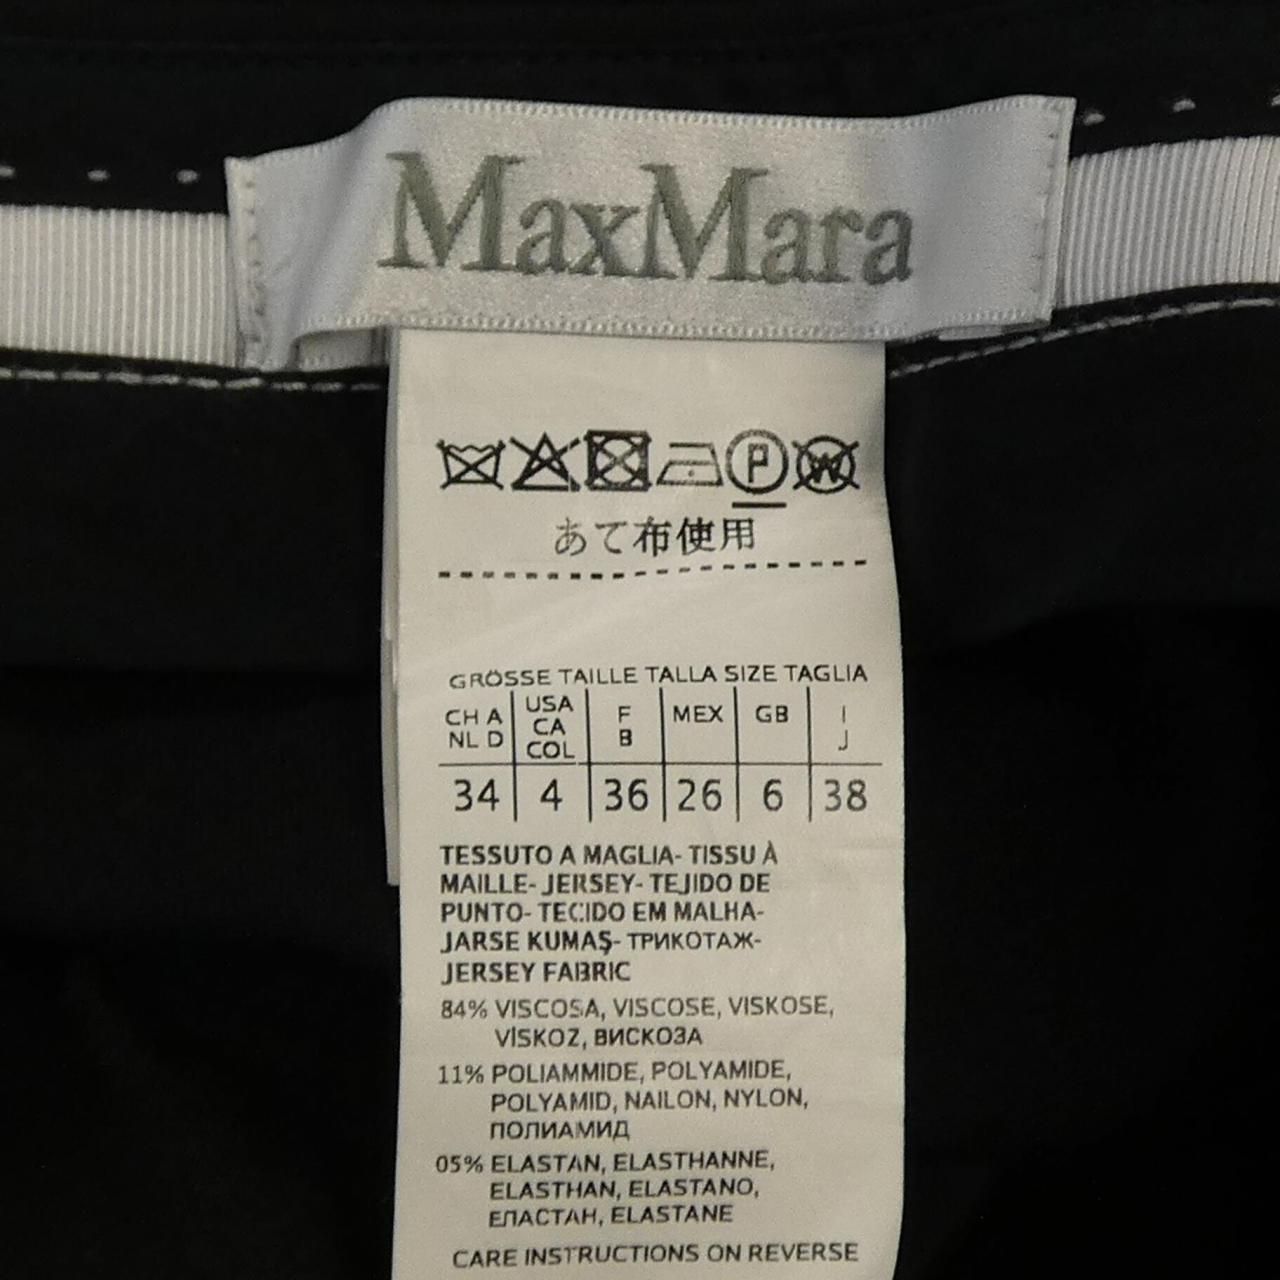 MaxMara
P W
あて布使用
GRÖSSE TAILLE TALLA SIZE TAGLIA
CH A NL D USA CA COL F B MEX GB I J
34 4 36 26 6 38
TESSUTO A MAGLIA- TISSU À
MAILLE- JERSEY- TEJIDO DE
PUNTO- TECIDO EM MALHA-
JARSE KUMAŞ- ТРИКОТАЖ-
JERSEY FABRIC
84% VISCOSA, VISCOSE, VISKOSE,
VİSKOZ, ВИСКОЗА
11% POLIAMMIDE, POLYAMIDE,
POLYAMID, NAILON, NYLON,
ПОЛИАМИД
05% ELASTAN, ELASTHANNE,
ELASTHAN, ELASTANO,
ЕЛАСТАН, ELASTANE
CARE INSTRUCTIONS ON REVERSE